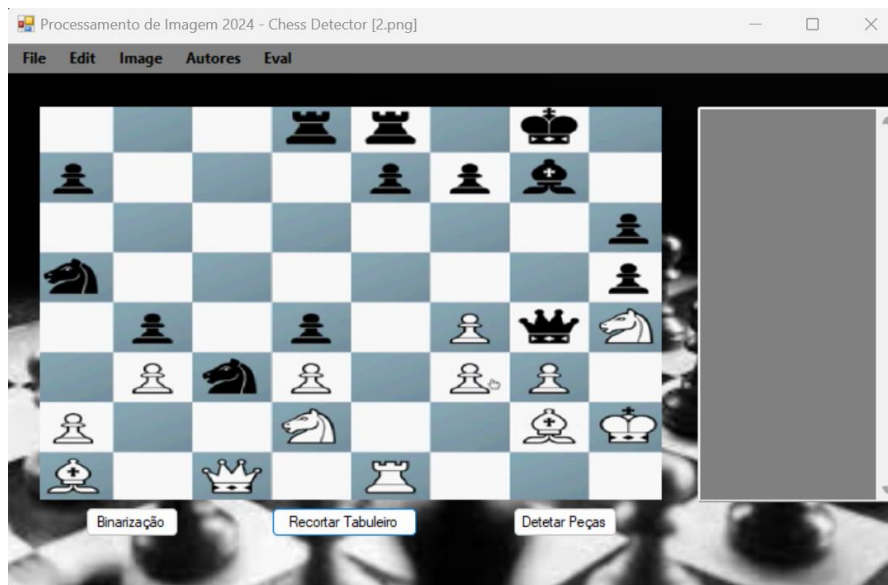 Processamento de Imagem 2024 - Chess Detector [2.png]
File Edit Image Autores Eval
Binarização Recortar Tabuleiro Detetar Peças